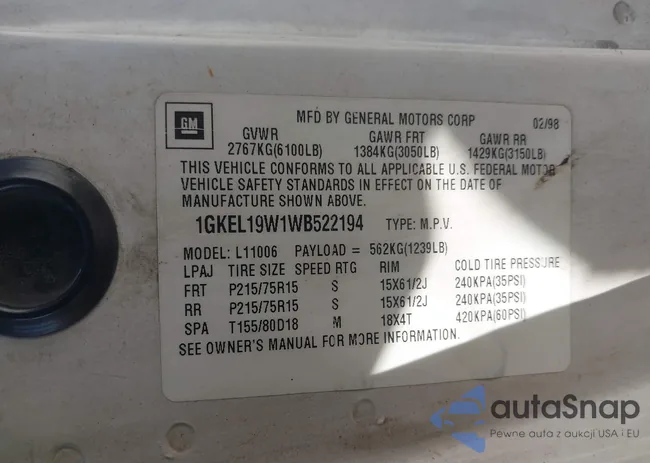 GM
MFD BY GENERAL MOTORS CORP 02/98
GVWR GAWR FRT GAWR RR
2767KG(6100LB) 1384KG(3050LB) 1429KG(3150LB)
THIS VEHICLE CONFORMS TO ALL APPLICABLE U.S. FEDERAL MOTOR
VEHICLE SAFETY STANDARDS IN EFFECT ON THE DATE OF
MANUFACTURE SHOWN ABOVE.
1GKEL19W1WB522194 TYPE: M.P.V.
MODEL: L11006 PAYLOAD = 562KG(1239LB)
LPAJ TIRE SIZE SPEED RTG RIM COLD TIRE PRESSURE
FRT P215/75R15 S 15X61/2J 240KPA(35PSI)
RR P215/75R15 S 15X61/2J 240KPA(35PSI)
SPA T155/80D18 M 18X4T 420KPA(60PSI)
SEE OWNER'S MANUAL FOR MORE INFORMATION.
autaSnap
Pewne auta z aukcji USA i EU